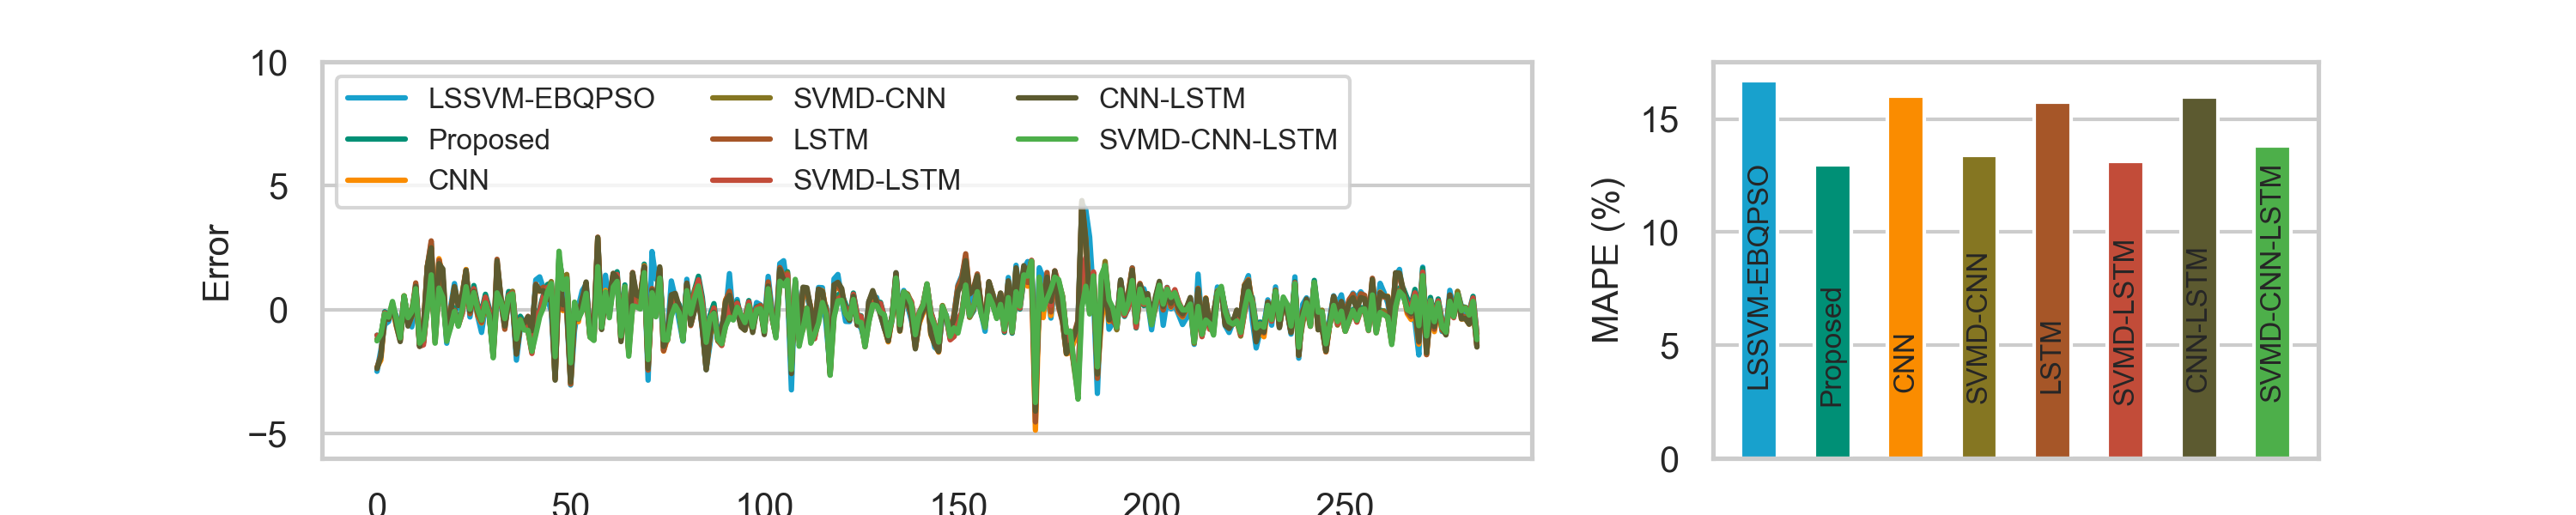 10
5
0
−5
Error
LSSVM-EBQPSO
Proposed
CNN
SVMD-CNN
LSTM
SVMD-LSTM
CNN-LSTM
SVMD-CNN-LSTM
0
50
100
150
200
250
15
10
5
0
MAPE (%)
LSSVM-EBQPSO
Proposed
CNN
SVMD-CNN
LSTM
SVMD-LSTM
CNN-LSTM
SVMD-CNN-LSTM